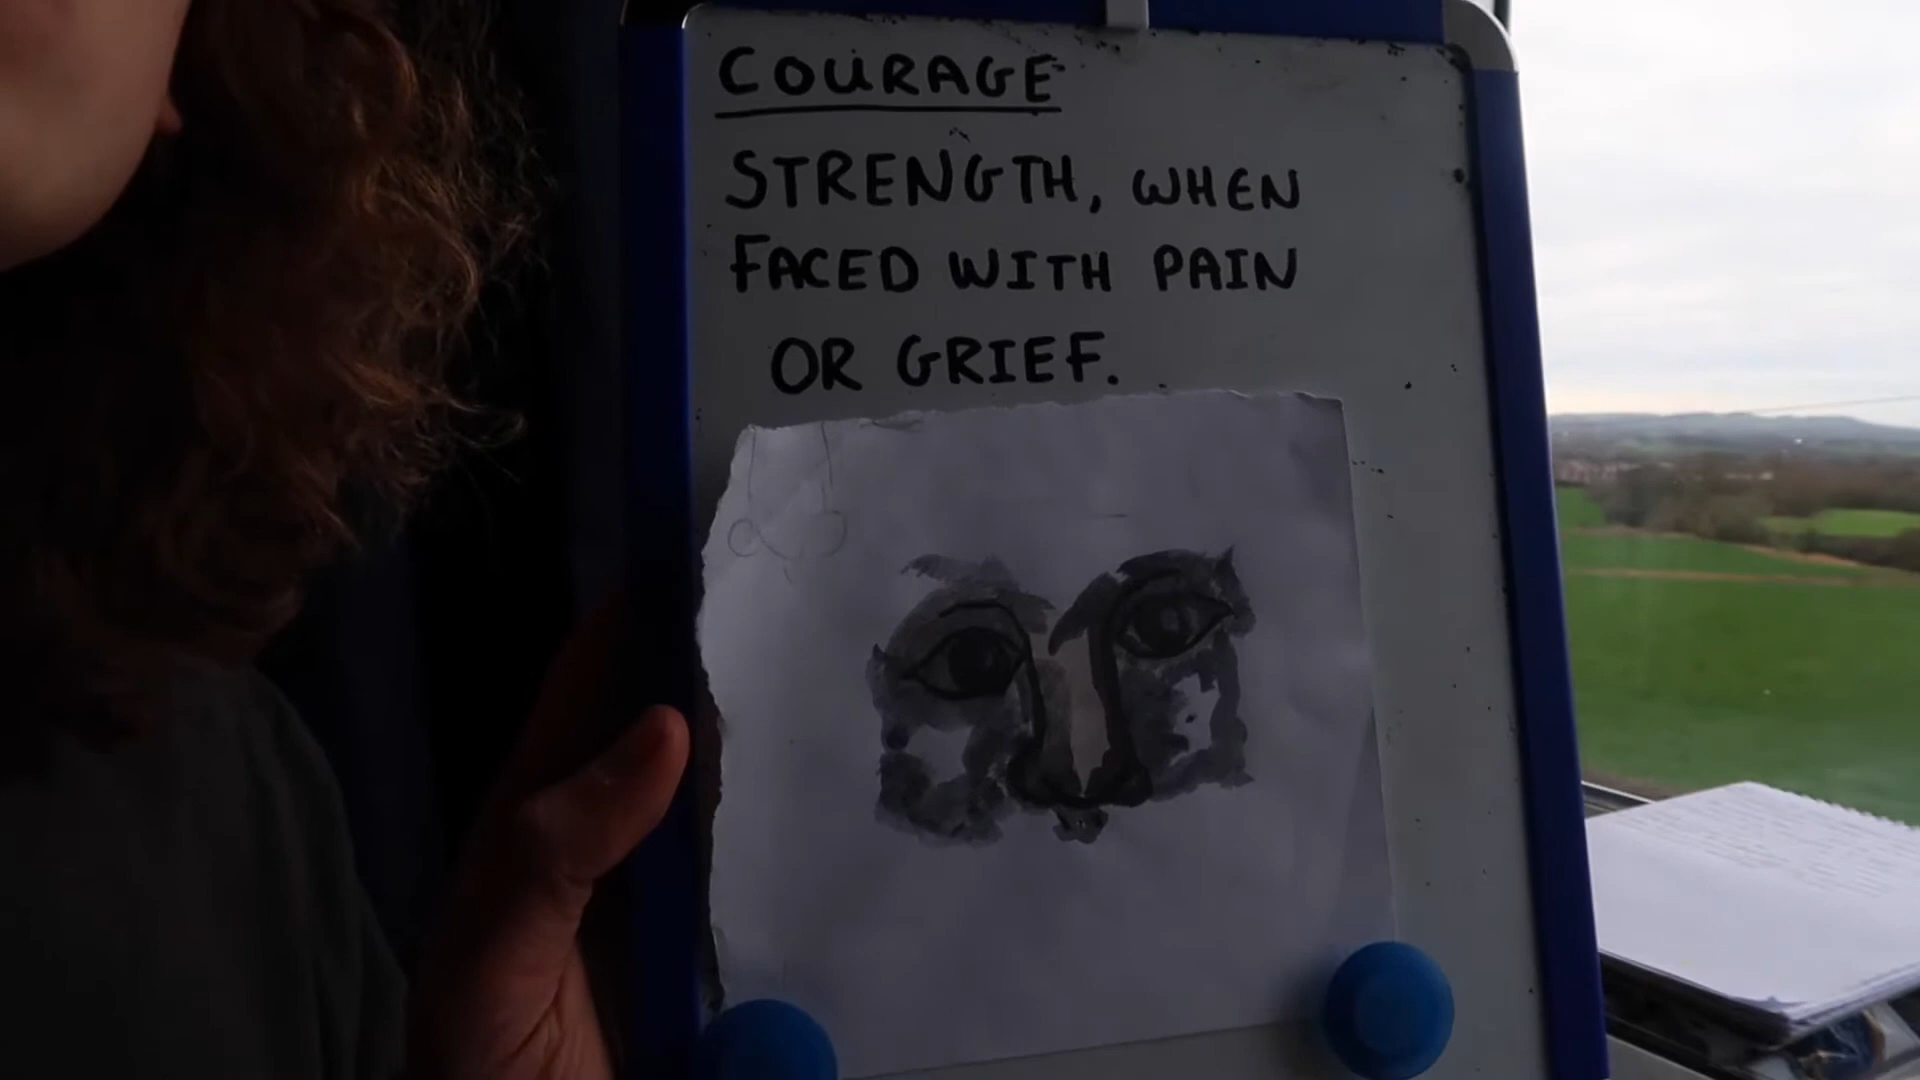 COURAGE
STRENGTH, WHEN
FACED WITH PAIN
OR GRIEF.